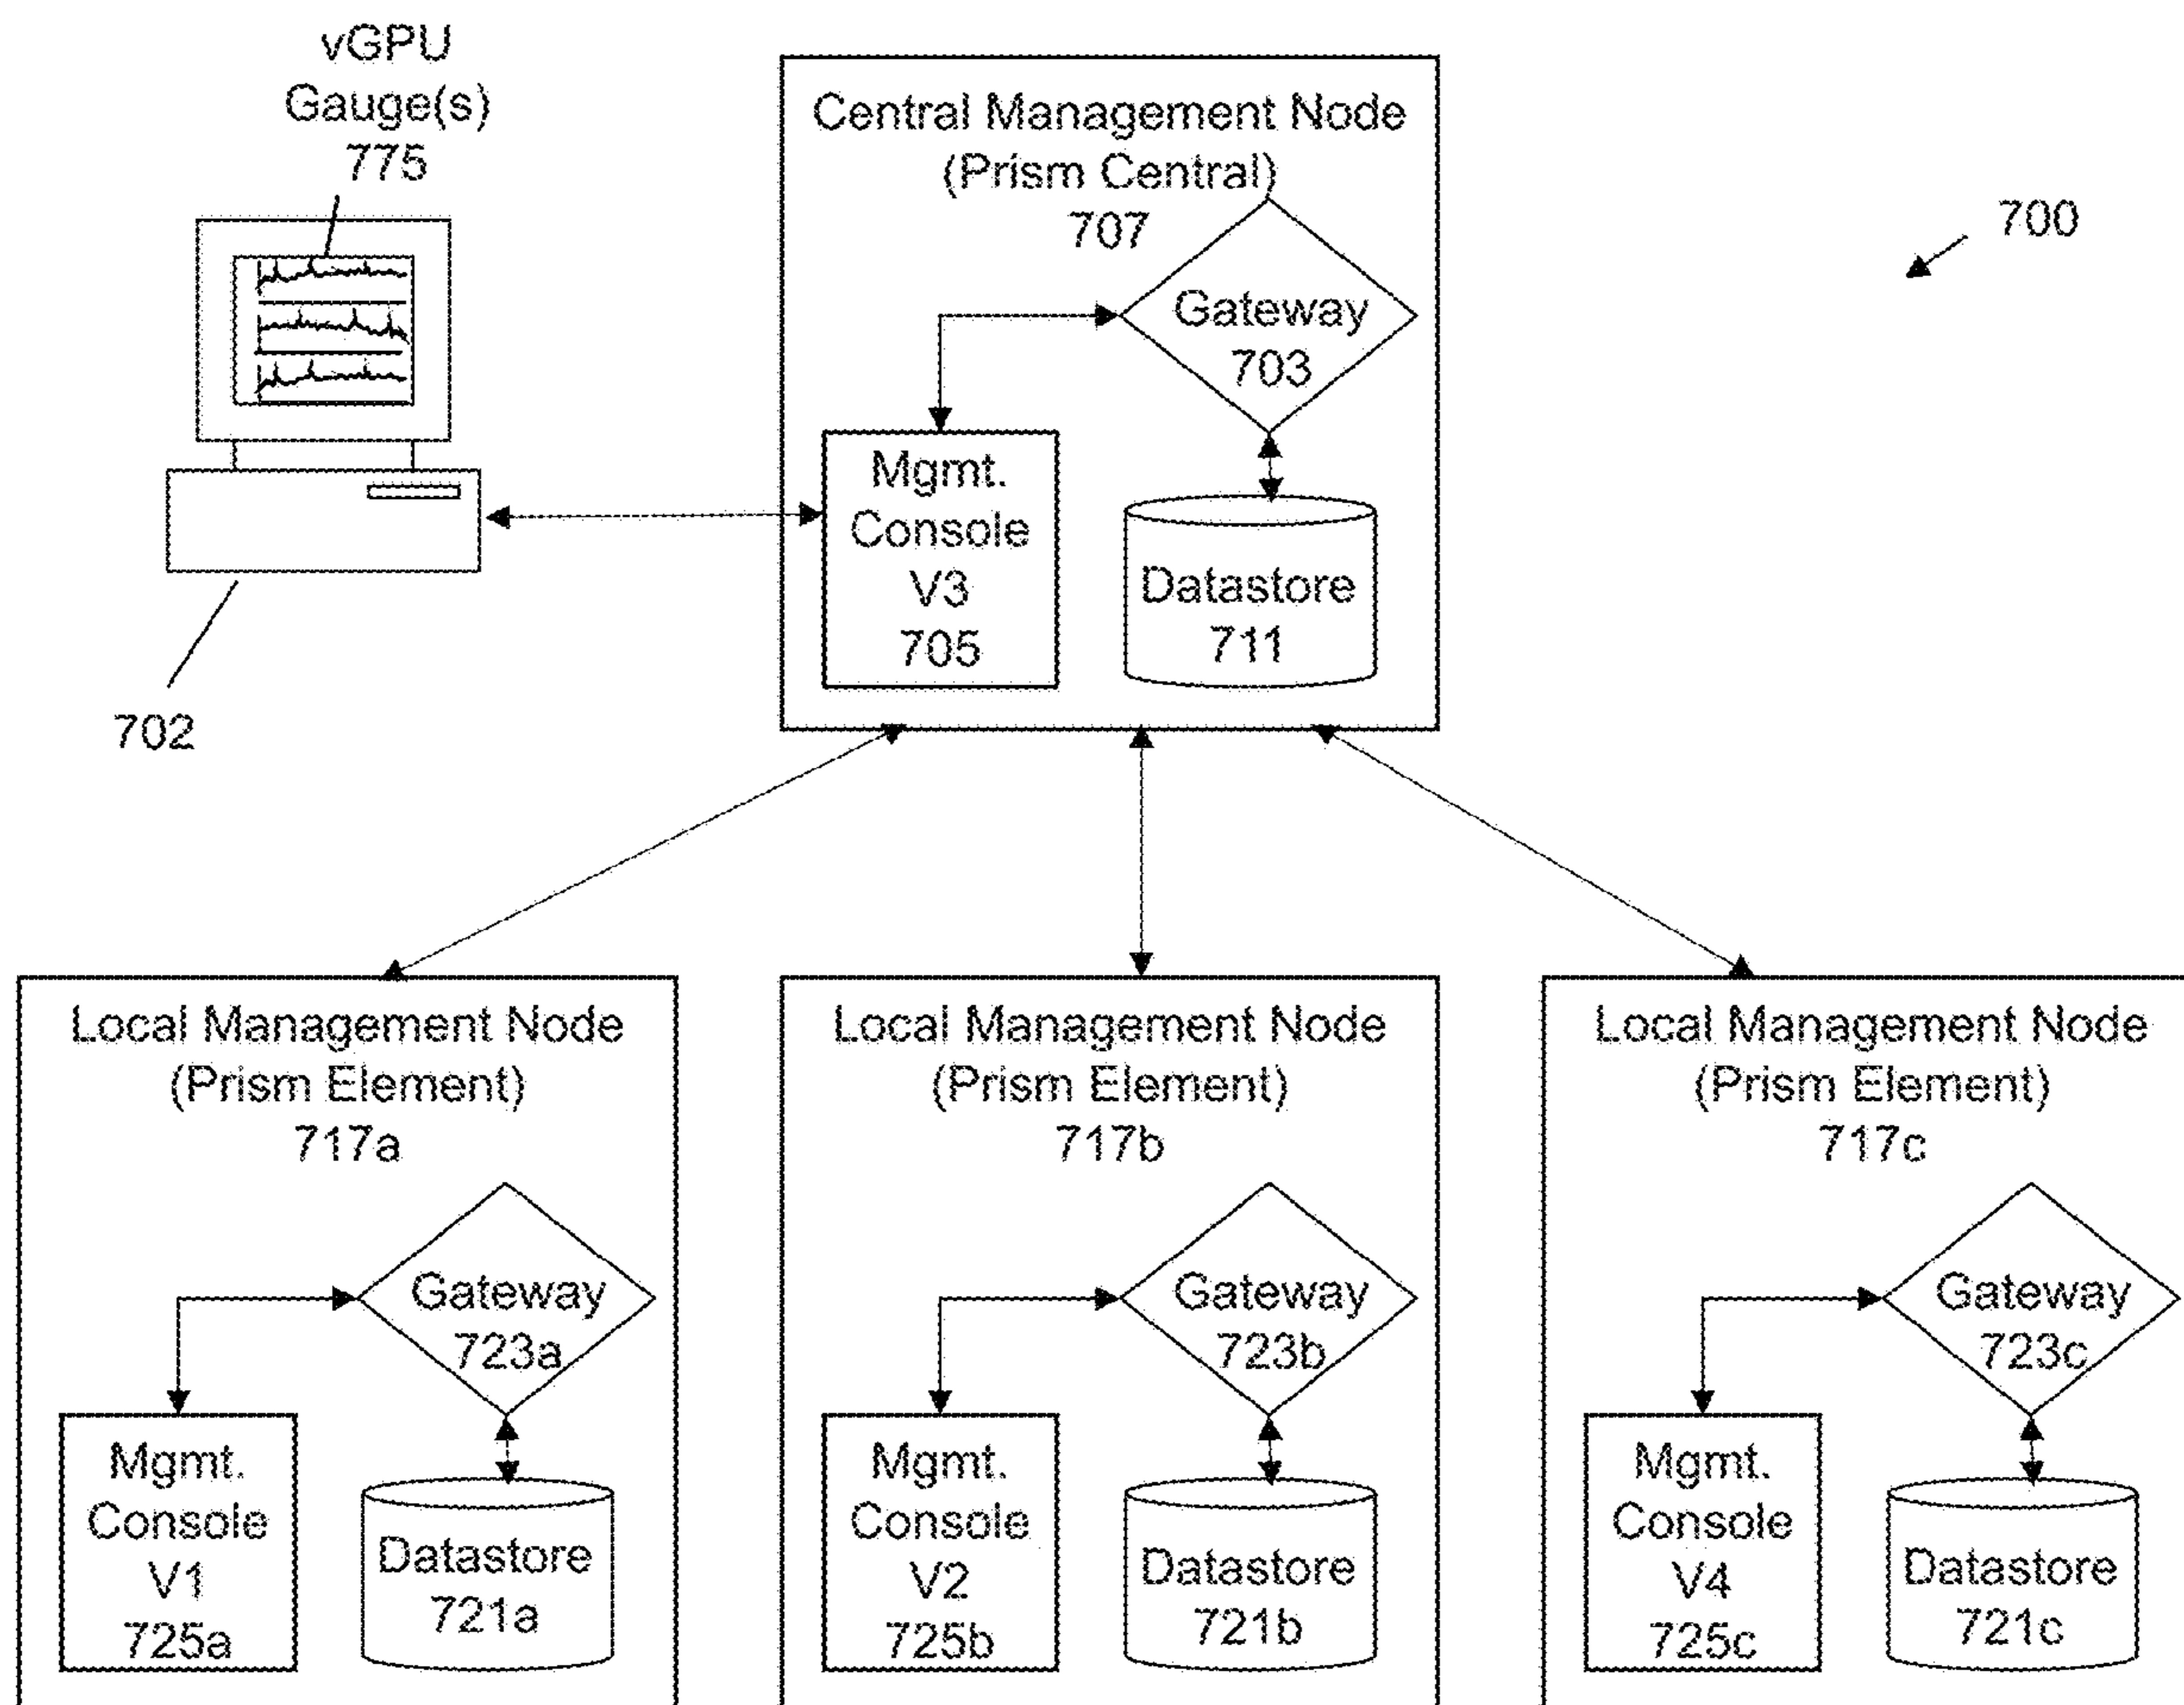 vGPU
Gauge(s)
775
Central Management Node
(Prism Central)
707
700
Gateway
703
Mgmt.
Console
V3
705
Datastore
711
702
Local Management Node
(Prism Element)
717a
Gateway
723a
Mgmt.
Console
V1
725a
Datastore
721a
Local Management Node
(Prism Element)
717b
Gateway
723b
Mgmt.
Console
V2
725b
Datastore
721b
Local Management Node
(Prism Element)
717c
Gateway
723c
Mgmt.
Console
V4
725c
Datastore
721c